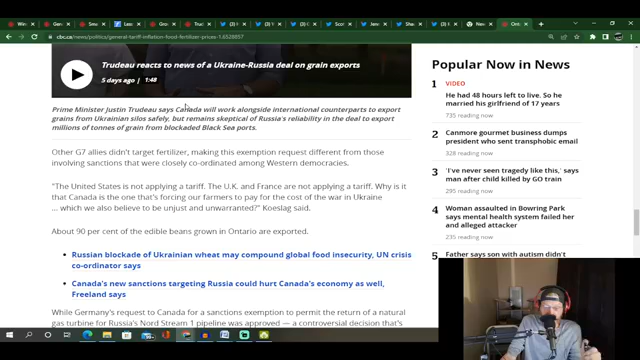 Win
Gro
Sew
Les
Gro
Truc
(3) (
(3) (
Scot
Jenr
Sha
(3) (
New
Ont
cbc.ca/news/politics/general-tariff-inflation-food-fertilizer-prices-1.6528857
Trudeau reacts to news of a Ukraine-Russia deal on grain exports
5 days ago | 1:48
Prime Minister Justin Trudeau says Canada will work alongside international counterparts to export
grains from Ukrainian silos safely, but remains skeptical of Russia's reliability in the deal to export
millions of tonnes of grain from blockaded Black Sea ports.
Other G7 allies didn't target fertilizer, making this exemption request different from those
involving sanctions that were closely co-ordinated among Western democracies.
"The United States is not applying a tariff. The U.K. and France are not applying a tariff. Why is it
that Canada is the one that's forcing our farmers to pay for the cost of the war in Ukraine
... which we also believe to be unjust and unwarranted?" Koeslag said.
About 90 per cent of the edible beans grown in Ontario are exported.
Russian blockade of Ukrainian wheat may compound global food insecurity, UN crisis
co-ordinator says
Canada's new sanctions targeting Russia could hurt Canada's economy as well,
Freeland says
While Germany's request to Canada for a sanctions exemption to permit the return of a natural
gas turbine for Russia's Nord Stream 1 pipeline was approved — a controversial decision that's
Popular Now in News
1 VIDEO
He had 48 hours left to live. So he
married his girlfriend of 17 years
735 reading now
2 Canmore gourmet business dumps
president who sent transphobic email
328 reading now
3 'I've never seen tragedy like this,' says
man after child killed by GO train
295 reading now
4 Woman assaulted in Bowring Park
says mental health system failed her
and alleged attacker
235 reading now
5 Father says son with autism didn't